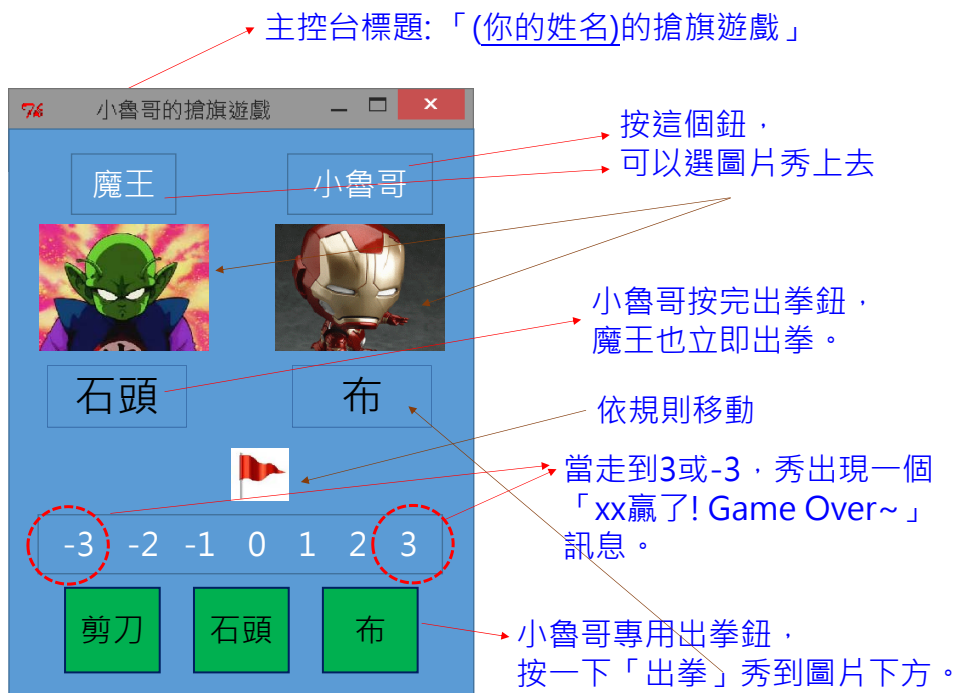 主控台標題: 「(你的姓名)的搶旗遊戲」
小魯哥的搶旗遊戲
魔王
小魯哥
按這個鈕，
可以選圖片秀上去
小魯哥按完出拳鈕，
魔王也立即出拳。
石頭
布
依規則移動
當走到3或-3，秀出現一個
「xx贏了! Game Over~」
訊息。
-3 -2 -1 0 1 2 3
剪刀
石頭
布
小魯哥專用出拳鈕，
按一下「出拳」秀到圖片下方。